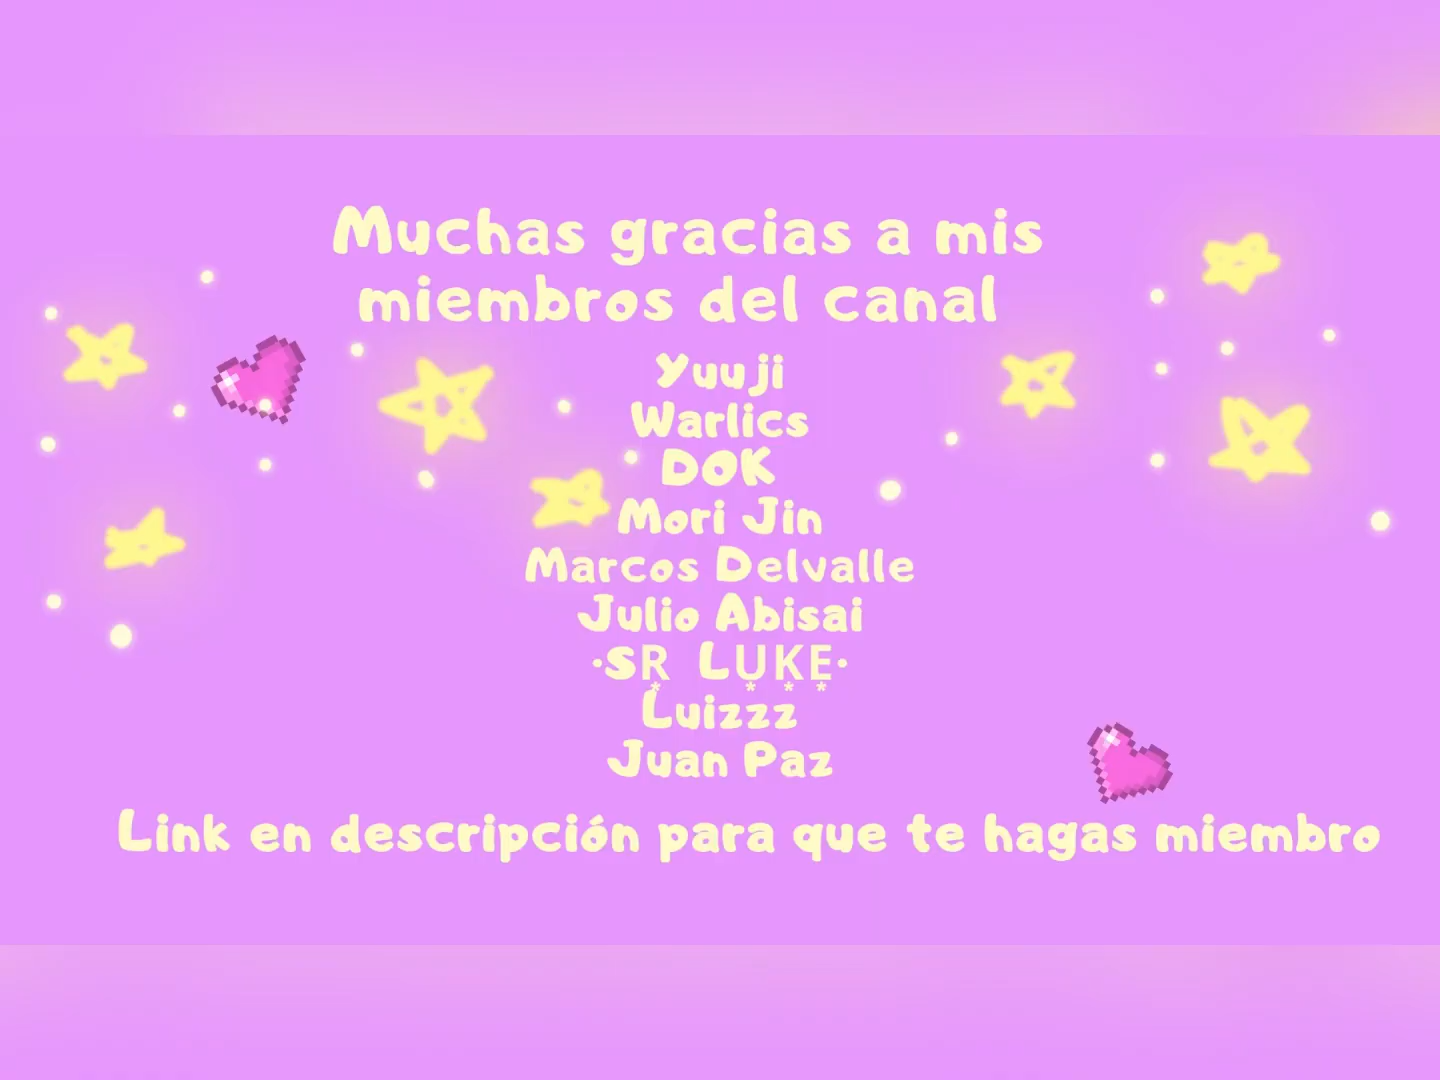 Muchas gracias a mis
miembros del canal
Yuuji
Warlics
DOK
Mori Jin
Marcos Delvalle
Julio Abisai
·SR͙ LU͙K͙E͙·
Luizzz
Juan Paz
Link en descripción para que te hagas miembro